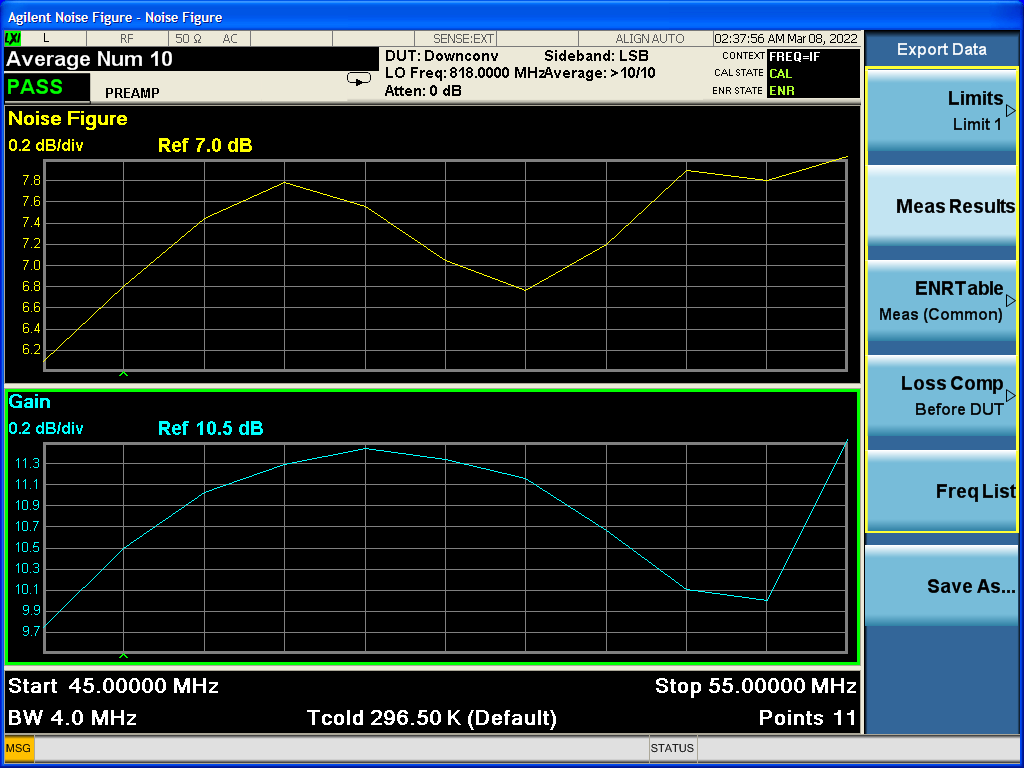 Agilent Noise Figure - Noise Figure
LXI L RF 50 Ω AC SENSE:EXT ALIGN AUTO 02:37:56 AM Mar 08, 2022
Average Num 10
PASS
PREAMP
DUT: Downconv Sideband: LSB
LO Freq: 818.0000 MHz Average: >10/10
Atten: 0 dB
CONTEXT FREQ=IF
CAL STATE CAL
ENR STATE ENR
Noise Figure
0.2 dB/div Ref 7.0 dB
7.8
7.6
7.4
7.2
7.0
6.8
6.6
6.4
6.2
Gain
0.2 dB/div Ref 10.5 dB
11.3
11.1
10.9
10.7
10.5
10.3
10.1
9.9
9.7
Start 45.00000 MHz Stop 55.00000 MHz
BW 4.0 MHz Tcold 296.50 K (Default) Points 11
MSG STATUS
Export Data
Limits
Limit 1
Meas Results
ENR Table
Meas (Common)
Loss Comp
Before DUT
Freq List
Save As...